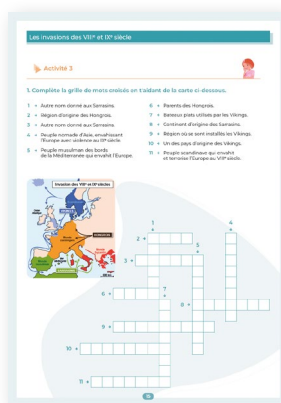 Les invasions des VIIIᵉ et IXᵉ siècle
Activité 3
1. Complète la grille de mots croisés en t'aidant de la carte ci-dessous.
1 • Autre nom donné aux Sarrasins.
2 • Région d'origine des Hongrois.
3 • Autre nom donné aux Sarrasins.
4 • Peuple nomade d'Asie, envahissant
l'Europe avec violence au IXᵉ siècle.
5 • Peuple musulman des bords
de la Méditerranée qui envahit l'Europe.
6 • Parents des Hongrois.
7 • Bateaux plats utilisés par les Vikings.
8 • Continent d'origine des Sarrasins.
9 • Région où se sont installés les Vikings.
10 • Un des pays d'origine des Vikings.
11 • Peuple scandinave qui envahit
et terrorise l'Europe au VIIIᵉ siècle.
Invasion des VIIIᵉ et IXᵉ siècles
1
4
2
5
3
7
6
8
9
10
11